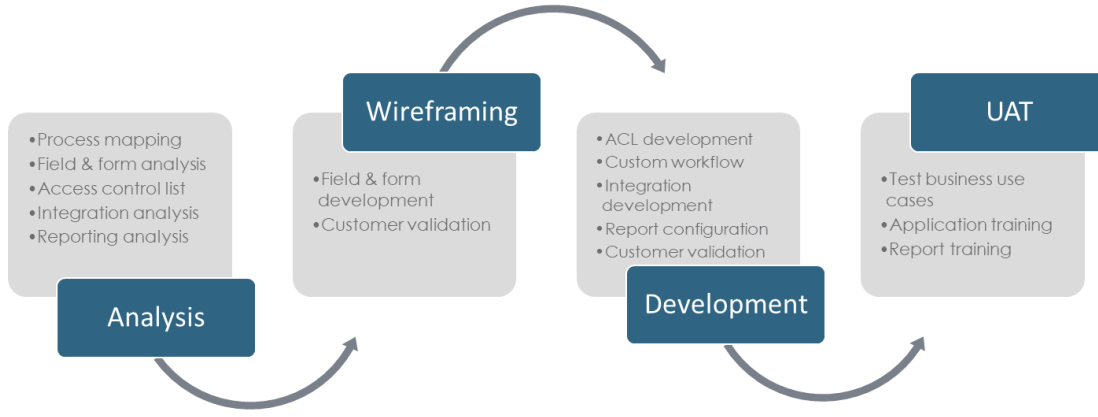 •Process mapping
•Field & form analysis
•Access control list
•Integration analysis
•Reporting analysis
Analysis
Wireframing
•Field & form
development
•Customer validation
•ACL development
•Custom workflow
•Integration
development
•Report configuration
•Customer validation
Development
UAT
•Test business use
cases
•Application training
•Report training